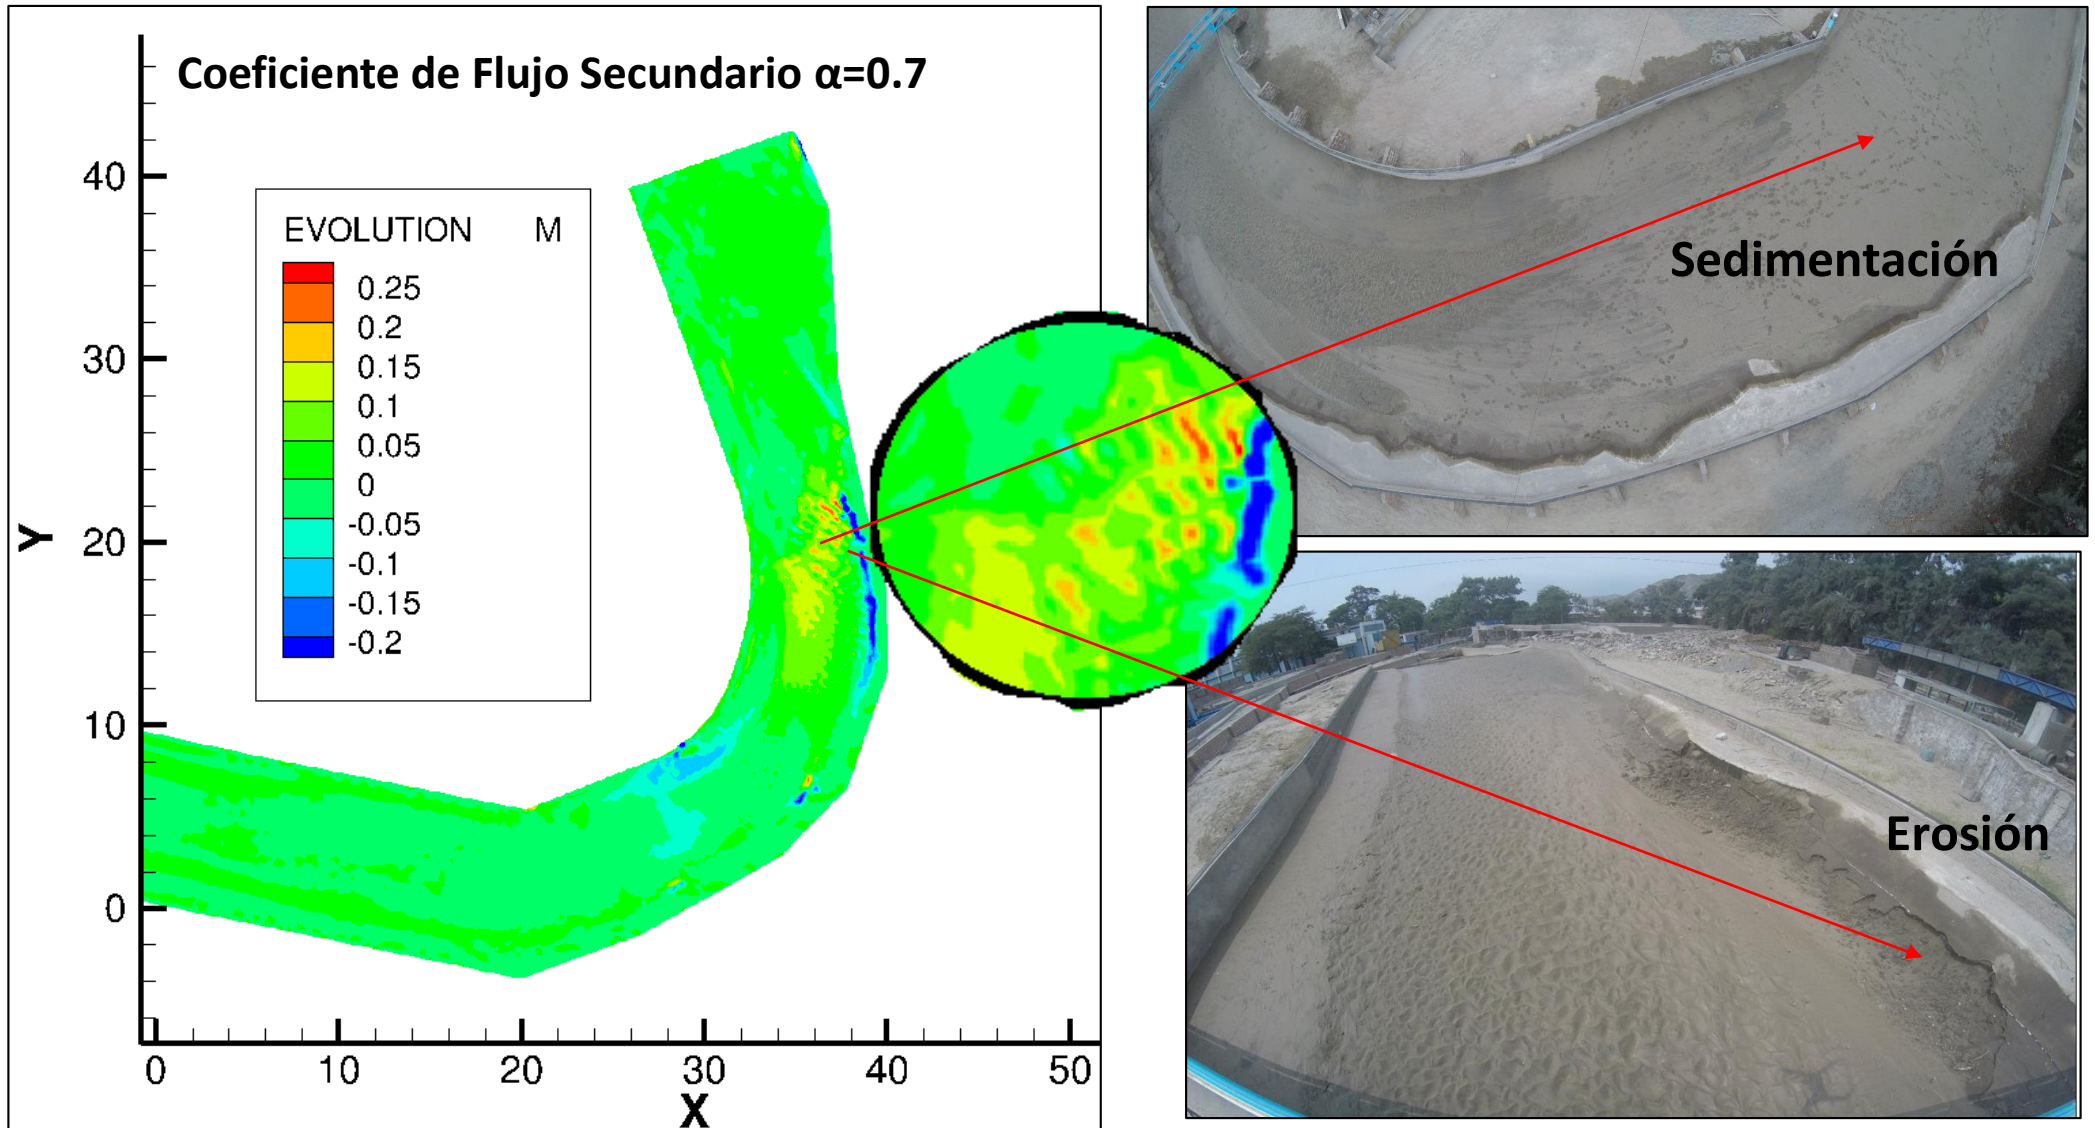 Coeficiente de Flujo Secundario α=0.7
EVOLUTION M
0.25
0.2
0.15
0.1
0.05
0
-0.05
-0.1
-0.15
-0.2
Y
40
30
20
10
0
0 10 20 30 40 50
X
Sedimentación
Erosión